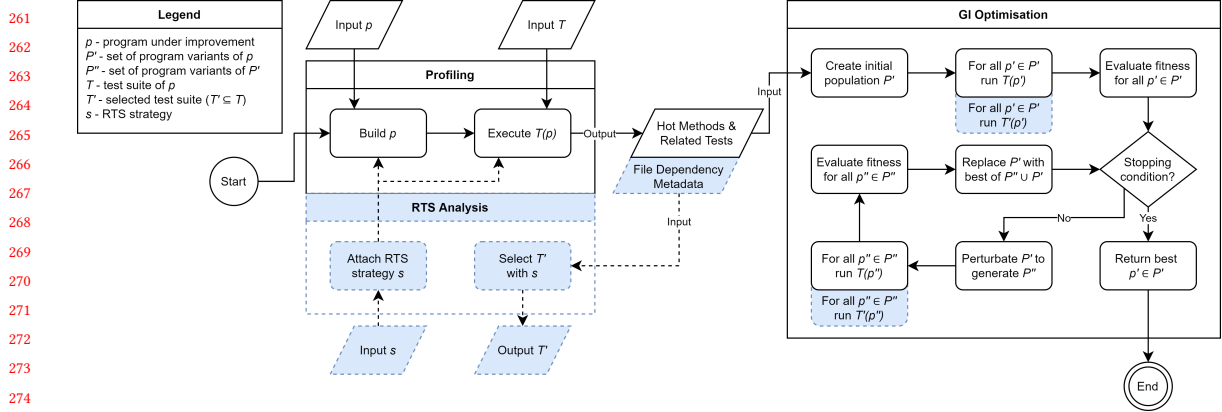 261
262
263
264
265
266
267
268
269
270
271
272
273
274
Legend
p - program under improvement
P' - set of program variants of p
P'' - set of program variants of P'
T - test suite of p
T' - selected test suite (T' ⊆ T)
s - RTS strategy
Start
Input p
Input T
Profiling
Build p
Execute T(p)
Output
RTS Analysis
Attach RTS
strategy s
Select T'
with s
Input s
Output T'
Hot Methods &
Related Tests
File Dependency
Metadata
Input
Input
GI Optimisation
Create initial
population P'
For all p' ∈ P'
run T(p')
For all p' ∈ P'
run T'(p')
Evaluate fitness
for all p' ∈ P'
Evaluate fitness
for all p'' ∈ P''
Replace P' with
best of P'' ∪ P'
Stopping
condition?
No
Yes
For all p'' ∈ P''
run T(p'')
For all p'' ∈ P''
run T'(p'')
Perturbate P' to
generate P''
Return best
p' ∈ P'
End